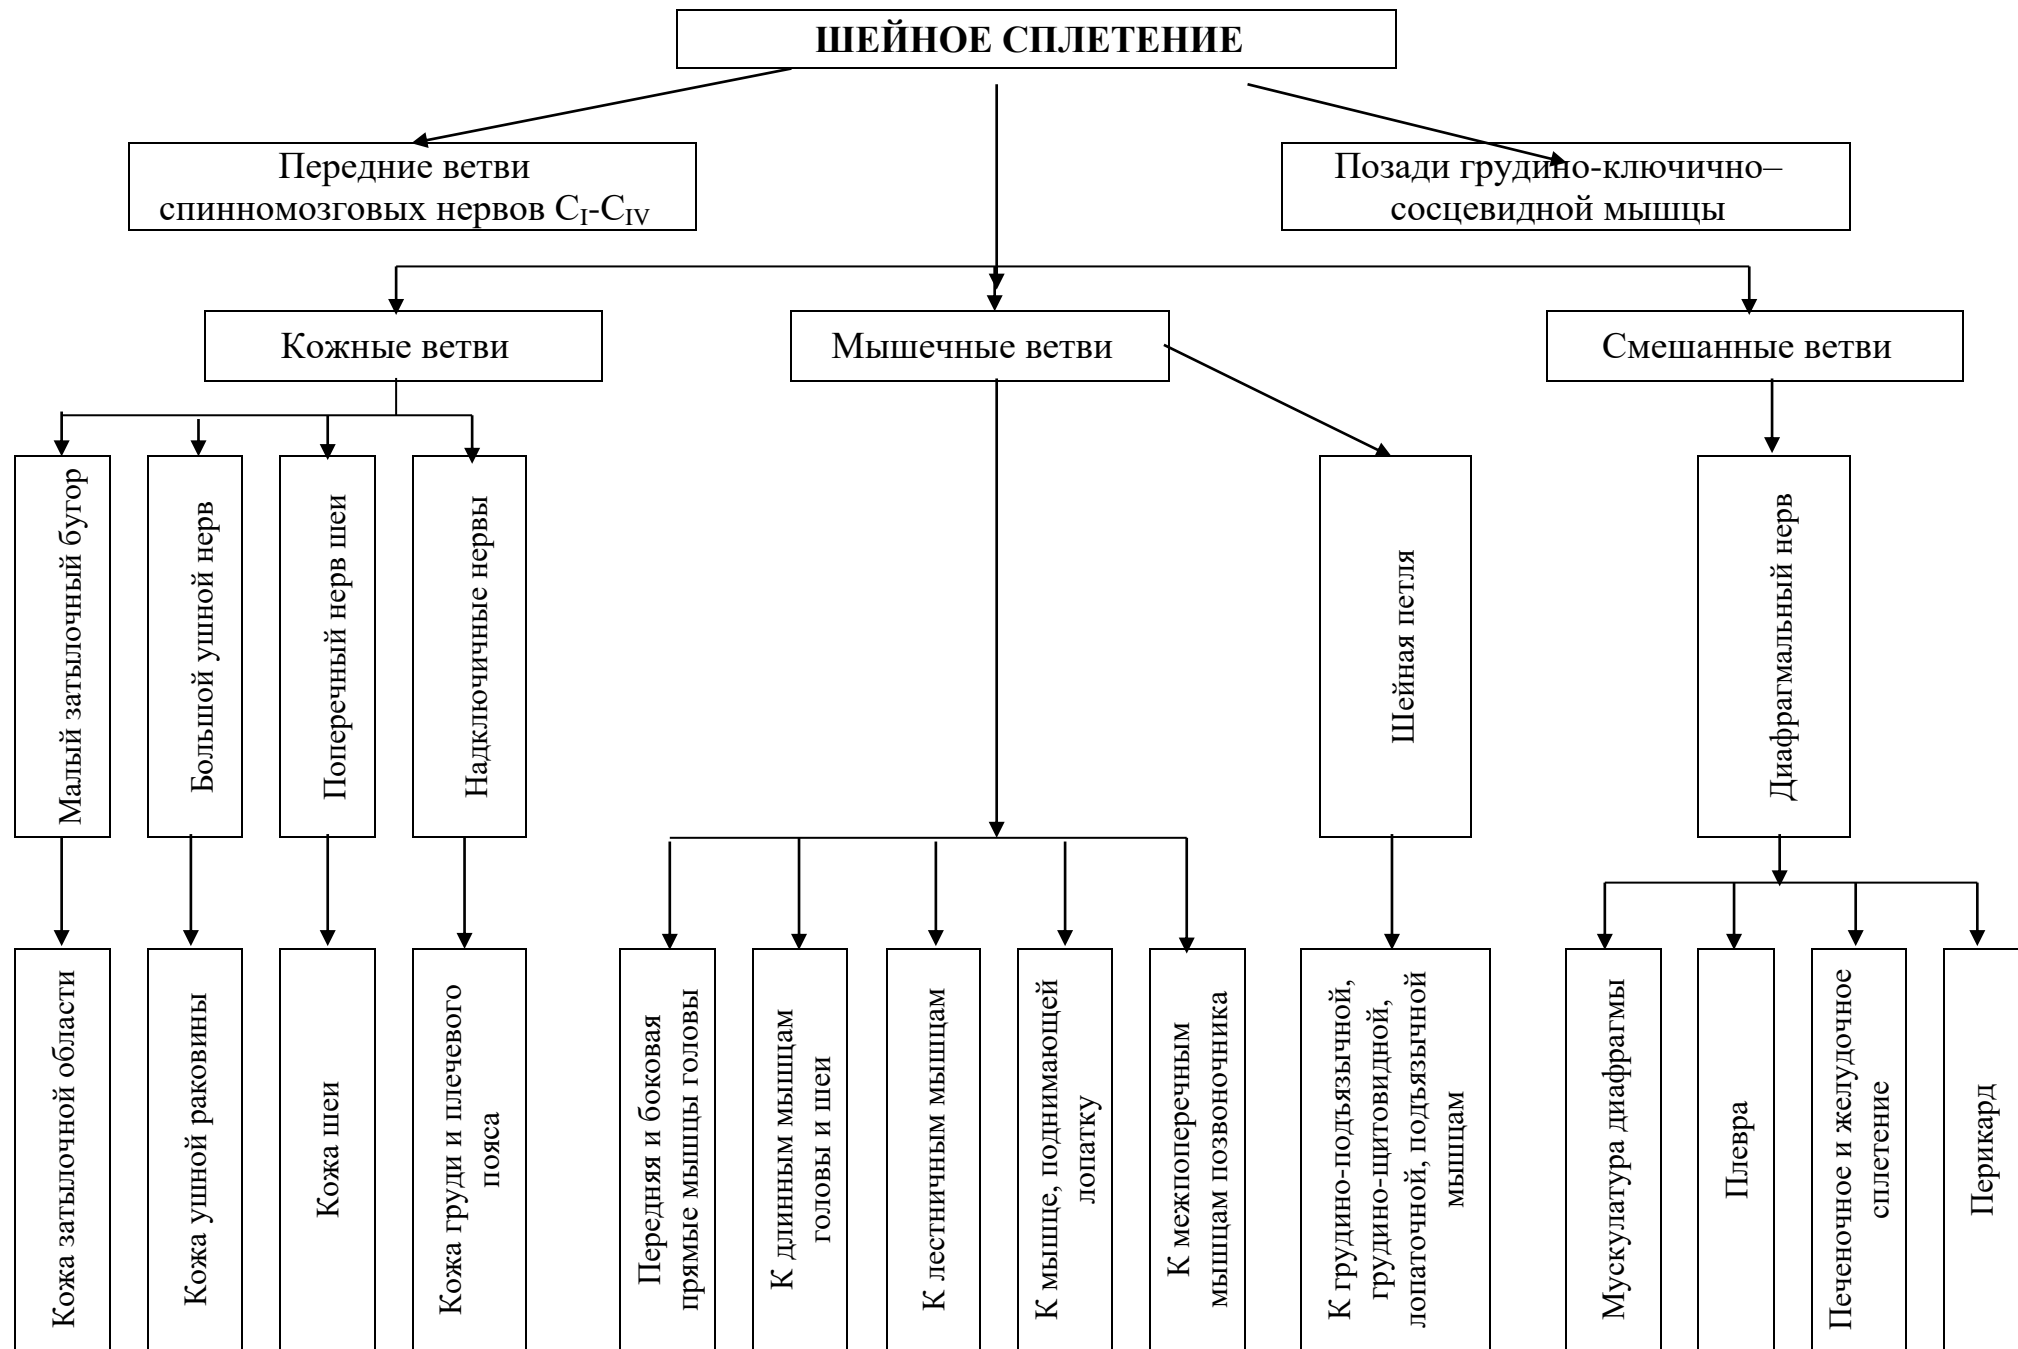 ШЕЙНОЕ СПЛЕТЕНИЕ
Передние ветви
спинномозговых нервов CI-CIV
Позади грудино-ключично–
сосцевидной мышцы
Кожные ветви
Мышечные ветви
Смешанные ветви
Малый затылочный бугор
Большой ушной нерв
Поперечный нерв шеи
Надключичные нервы
Шейная петля
Диафрагмальный нерв
Кожа затылочной области
Кожа ушной раковины
Кожа шеи
Кожа груди и плечевого
пояса
Передняя и боковая
прямые мышцы головы
К длинным мышцам
головы и шеи
К лестничным мышцам
К мышце, поднимающей
лопатку
К межпоперечным
мышцам позвоночника
К грудино-подъязычной,
грудино-щитовидной,
лопаточной, подъязычной
мышцам
Мускулатура диафрагмы
Плевра
Печеночное и желудочное
сплетение
Перикард